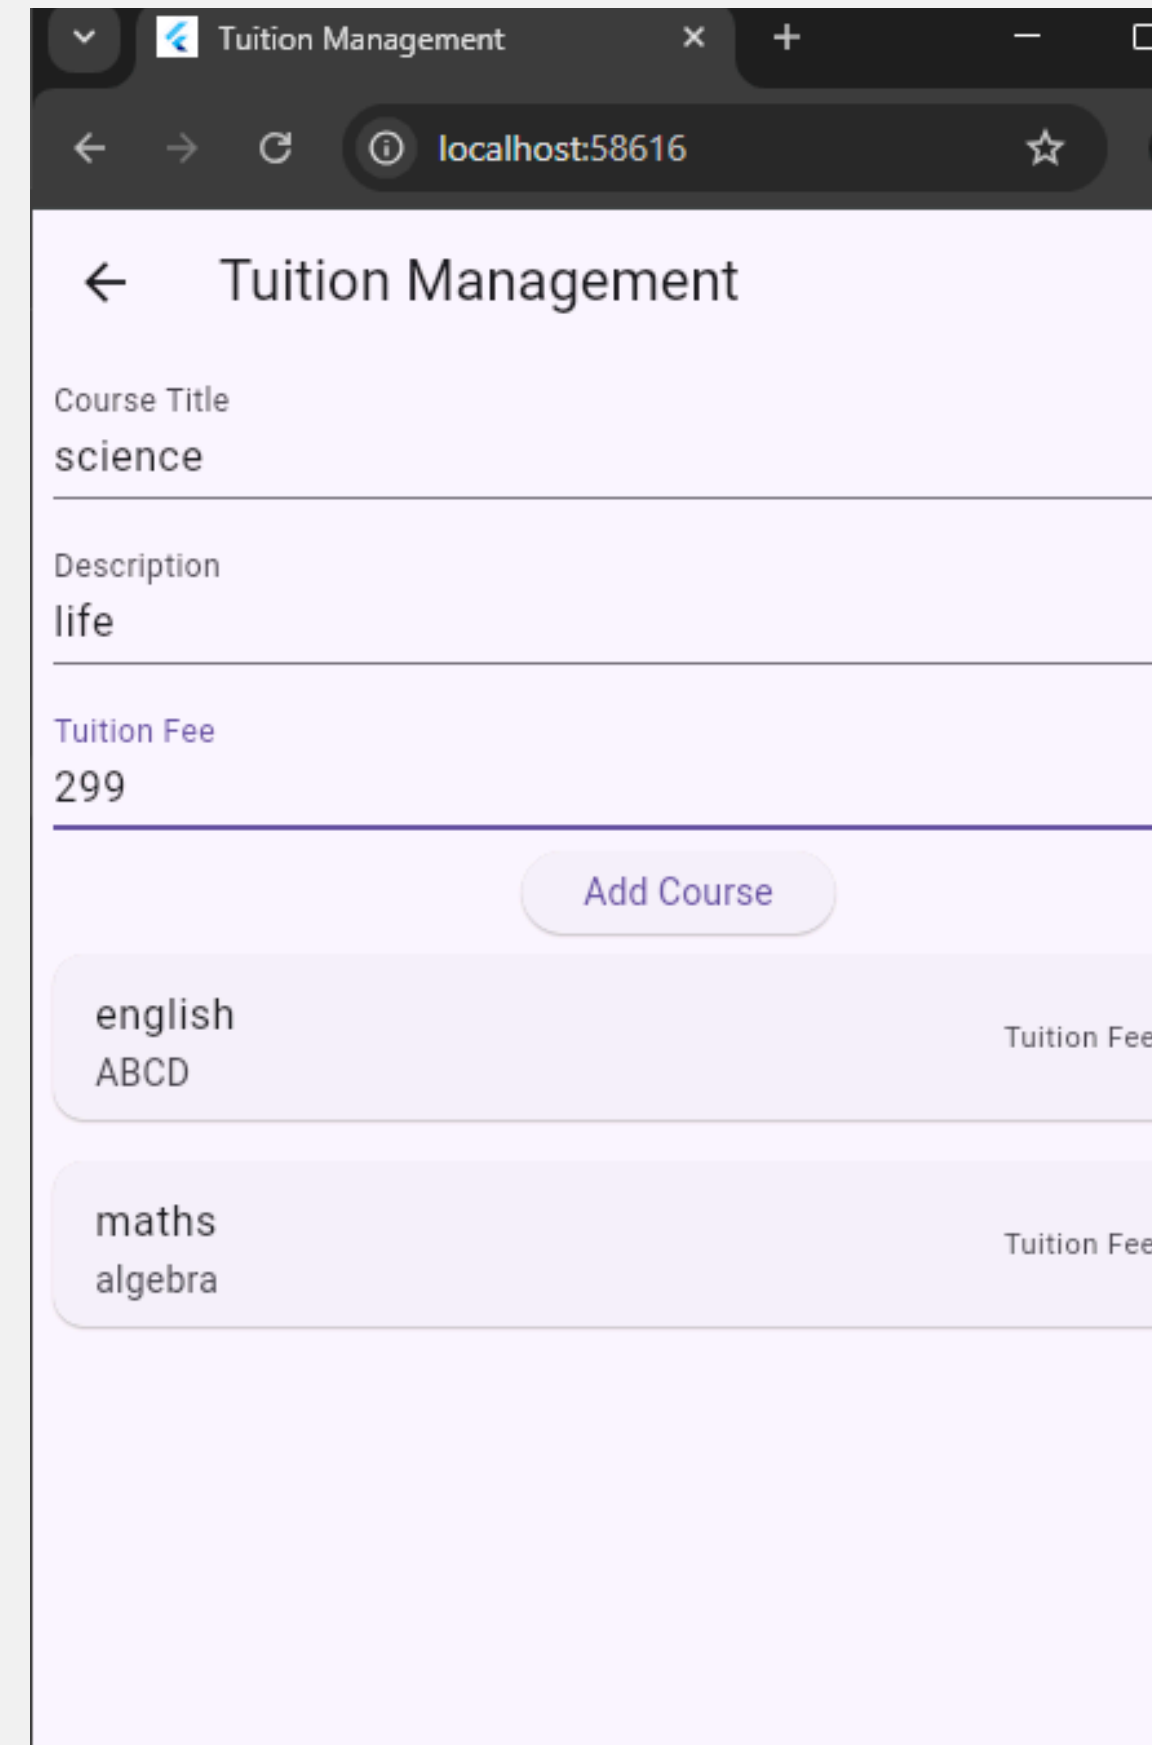 Tuition Management
localhost:58616
Tuition Management
Course Title
science
Description
life
Tuition Fee
299
Add Course
english
Tuition Fee
ABCD
maths
Tuition Fee
algebra